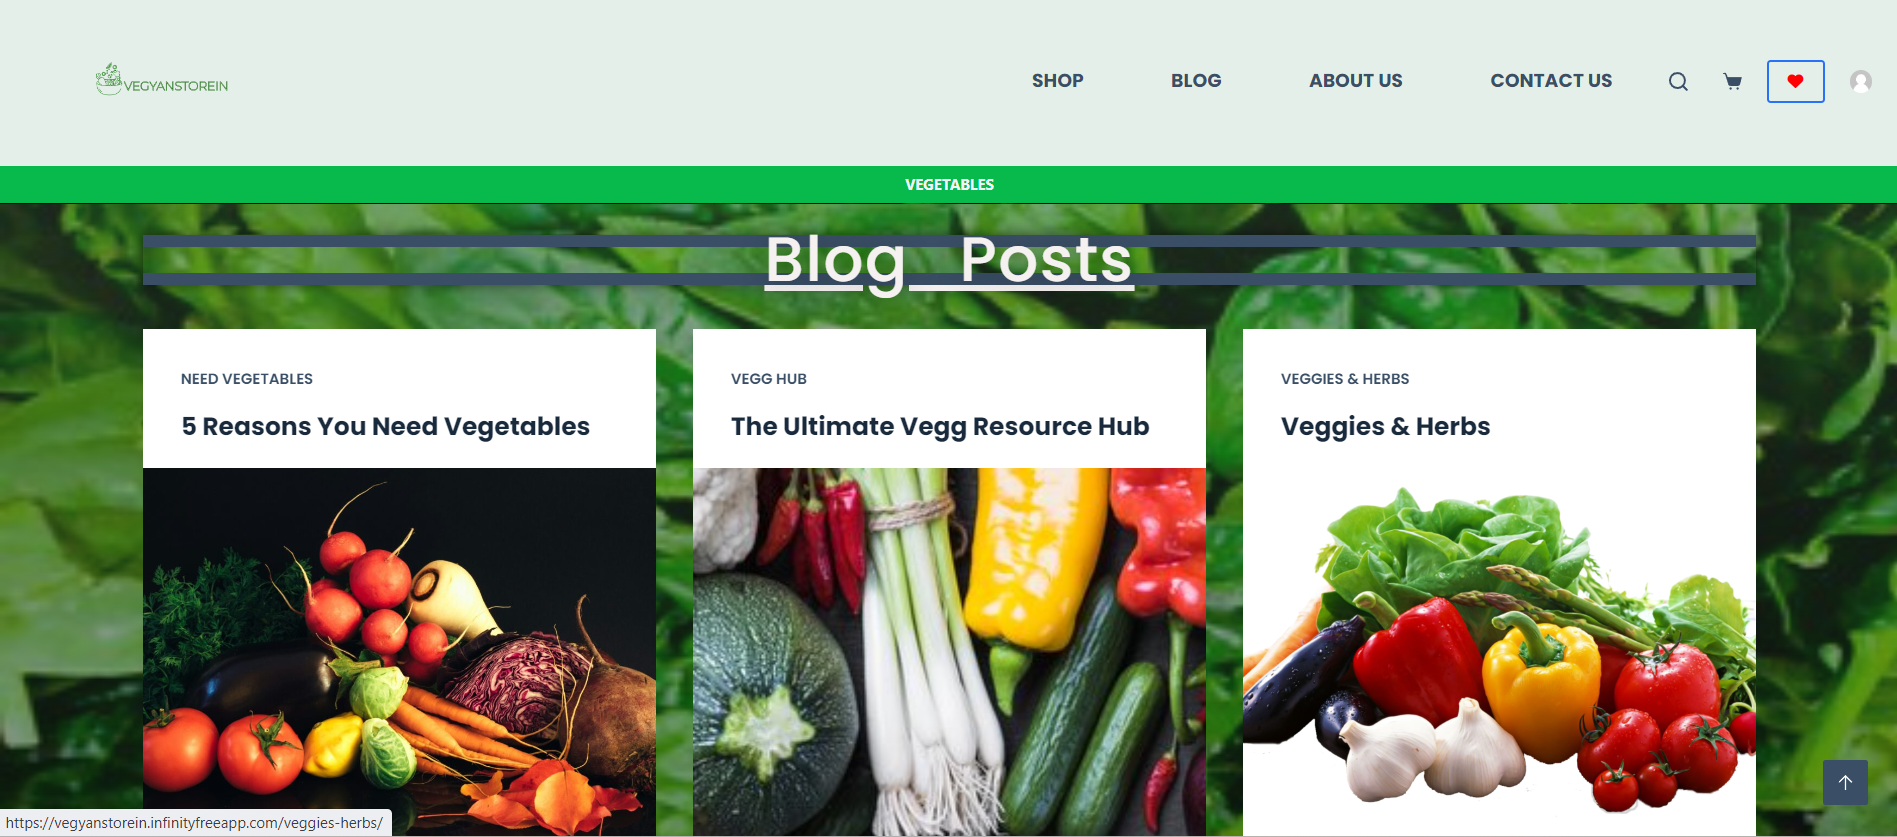 VEGYANSTOREIN
SHOP BLOG ABOUT US CONTACT US
VEGETABLES
Blog Posts
NEED VEGETABLES
5 Reasons You Need Vegetables
VEGG HUB
The Ultimate Vegg Resource Hub
VEGGIES & HERBS
Veggies & Herbs
https://vegyanstorein.infinityfreeapp.com/veggies-herbs/